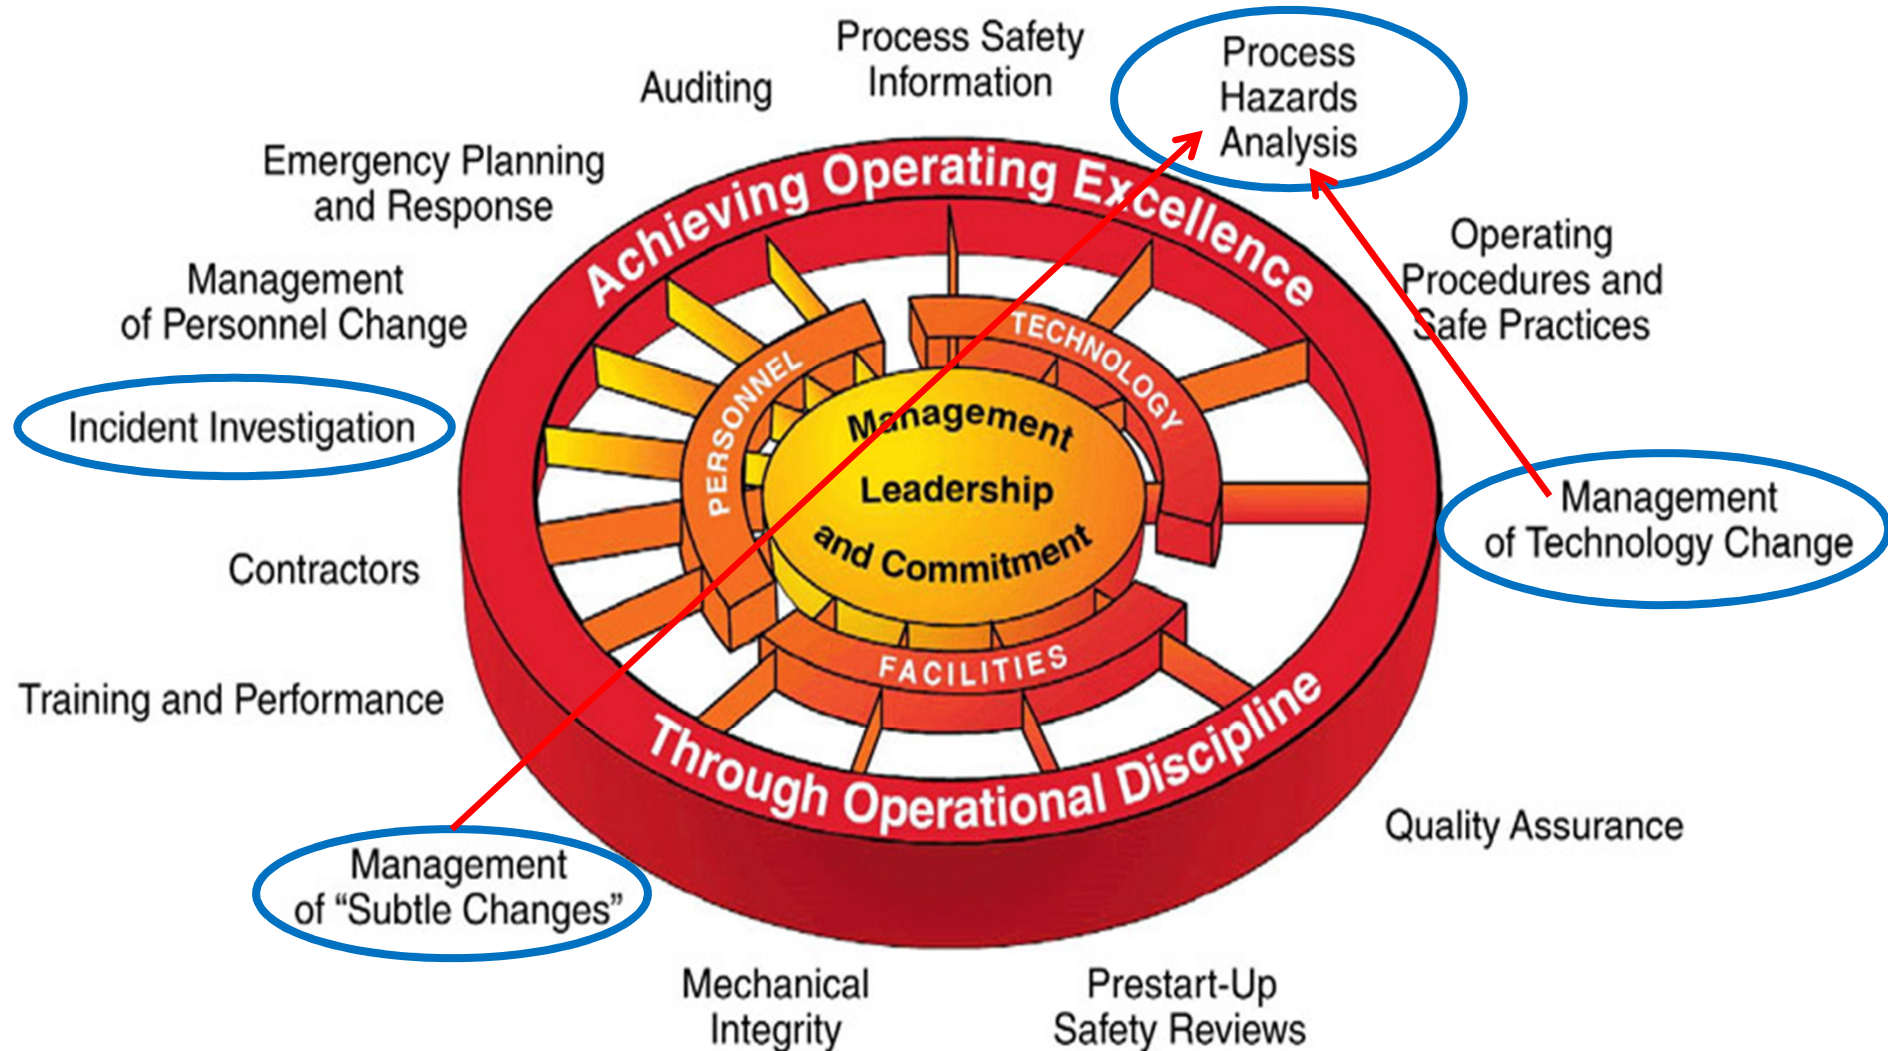 Process Safety
Information
Process
Hazards
Analysis
Auditing
Emergency Planning
and Response
Operating
Procedures and
Safe Practices
Management
of Personnel Change
Incident Investigation
Management
of Technology Change
Contractors
Training and Performance
Quality Assurance
Management
of “Subtle Changes”
Mechanical
Integrity
Prestart-Up
Safety Reviews
Achieving Operating Excellence
Through Operational Discipline
PERSONNEL
TECHNOLOGY
FACILITIES
Management
Leadership
and Commitment